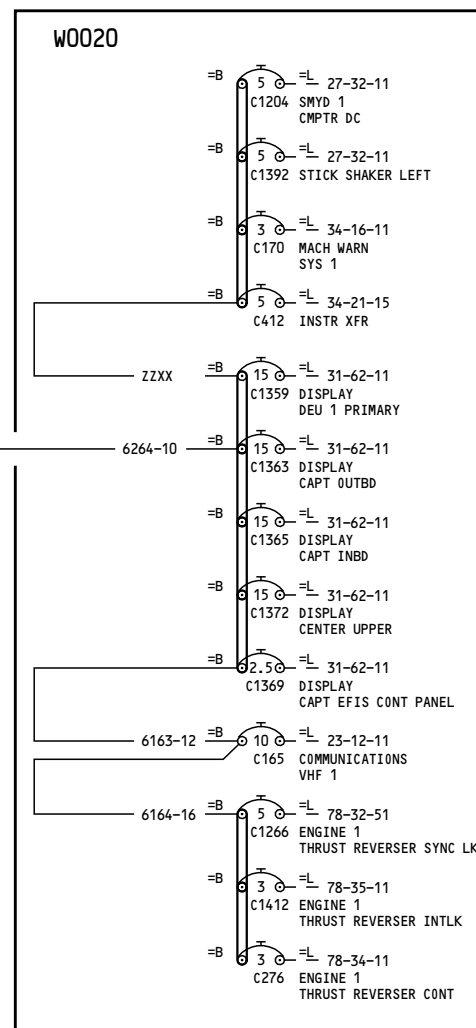 W0020
=B 5 =L 27-32-11
C1204 SMYD 1
CMPTR DC
=B 5 =L 27-32-11
C1392 STICK SHAKER LEFT
=B 3 =L 34-16-11
C170 MACH WARN
SYS 1
=B 5 =L 34-21-15
C412 INSTR XFR
ZZXX =B 15 =L 31-62-11
C1359 DISPLAY
DEU 1 PRIMARY
6264-10 =B 15 =L 31-62-11
C1363 DISPLAY
CAPT OUTBD
=B 15 =L 31-62-11
C1365 DISPLAY
CAPT INBD
=B 15 =L 31-62-11
C1372 DISPLAY
CENTER UPPER
=B 2.5 =L 31-62-11
C1369 DISPLAY
CAPT EFIS CONT PANEL
6163-12 =B 10 =L 23-12-11
C165 COMMUNICATIONS
VHF 1
6164-16 =B 5 =L 78-32-51
C1266 ENGINE 1
THRUST REVERSER SYNC LK
=B 3 =L 78-35-11
C1412 ENGINE 1
THRUST REVERSER INTLK
=B 3 =L 78-34-11
C276 ENGINE 1
THRUST REVERSER CONT